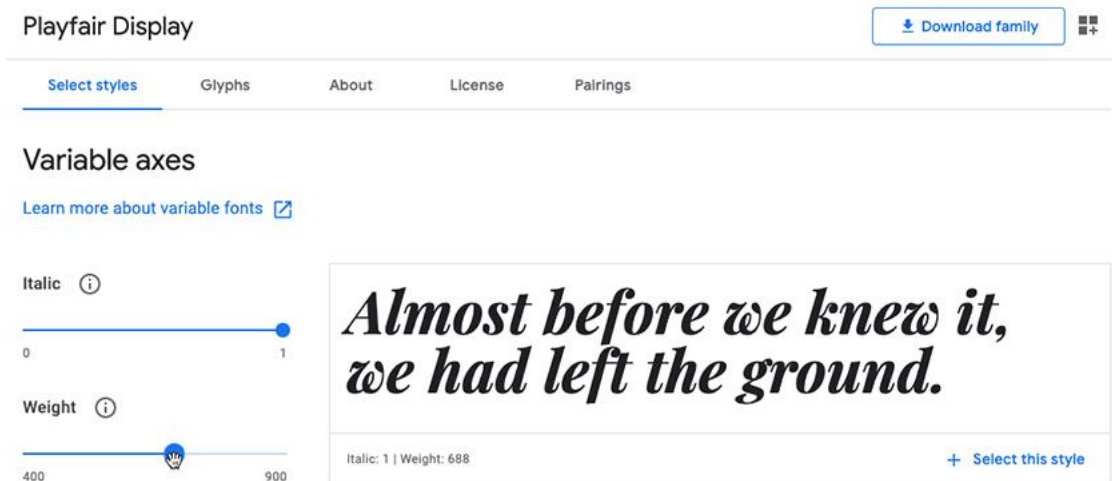 Playfair Display
Download family
Select styles Glyphs About License Pairings
Variable axes
Learn more about variable fonts
Italic
0 1
Weight
400 900
Almost before we knew it,
we had left the ground.
Italic: 1 | Weight: 688
+ Select this style